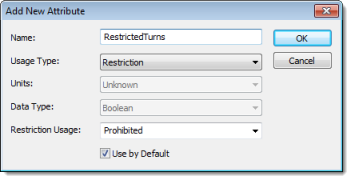 Add New Attribute
Name: RestrictedTurns OK
Usage Type: Restriction Cancel
Units: Unknown
Data Type: Boolean
Restriction Usage: Prohibited
Use by Default